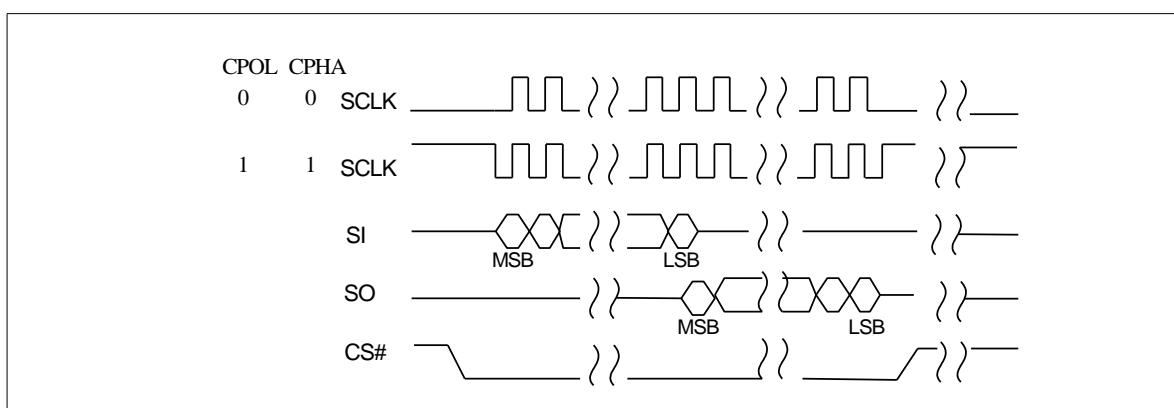 CPOL CPHA
0 0 SCLK
1 1 SCLK
SI
MSB LSB
SO
MSB LSB
CS#